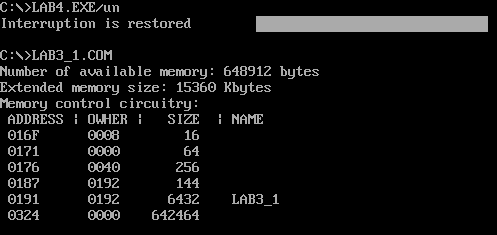 C:\>LAB4.EXE/un
Interruption is restored
C:\>LAB3_1.COM
Number of available memory: 648912 bytes
Extended memory size: 15360 Kbytes
Memory control circuitry:
ADDRESS | OWHER | SIZE | NAME
016F 0008 16
0171 0000 64
0176 0040 256
0187 0192 144
0191 0192 6432 LAB3_1
0324 0000 642464